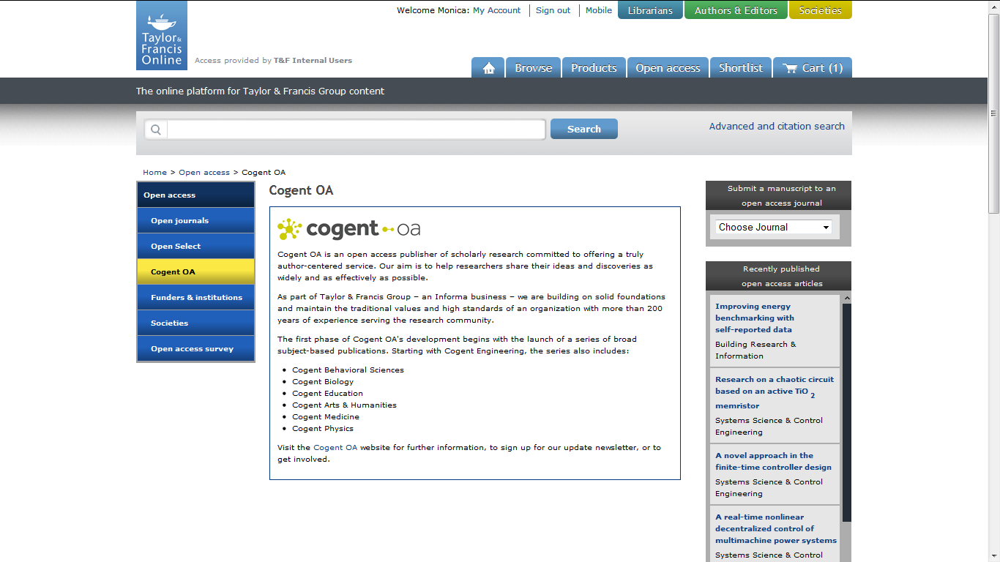 Taylor &
Francis
Online
Welcome Monica: My Account
Sign out
Mobile
Librarians
Authors & Editors
Societies
Access provided by T&F Internal Users
Browse
Products
Open access
Shortlist
Cart (1)
The online platform for Taylor & Francis Group content
Search
Advanced and citation search
Home > Open access > Cogent OA
Open access
Open journals
Open Select
Cogent OA
Funders & institutions
Societies
Open access survey
Cogent OA
cogent oa
Cogent OA is an open access publisher of scholarly research committed to offering a truly
author-centered service. Our aim is to help researchers share their ideas and discoveries as
widely and as effectively as possible.
As part of Taylor & Francis Group – an Informa business – we are building on solid foundations
and maintain the traditional values and high standards of an organization with more than 200
years of experience serving the research community.
The first phase of Cogent OA's development begins with the launch of a series of broad
subject-based publications. Starting with Cogent Engineering, the series also includes:
• Cogent Behavioral Sciences
• Cogent Biology
• Cogent Education
• Cogent Arts & Humanities
• Cogent Medicine
• Cogent Physics
Visit the Cogent OA website for further information, to sign up for our update newsletter, or to
get involved.
Submit a manuscript to an
open access journal
Choose Journal
Recently published
open access articles
Improving energy
benchmarking with
self-reported data
Building Research &
Information
Research on a chaotic circuit
based on an active TiO 2
memristor
Systems Science & Control
Engineering
A novel approach in the
finite-time controller design
Systems Science & Control
Engineering
A real-time nonlinear
decentralized control of
multimachine power systems
Systems Science & Control